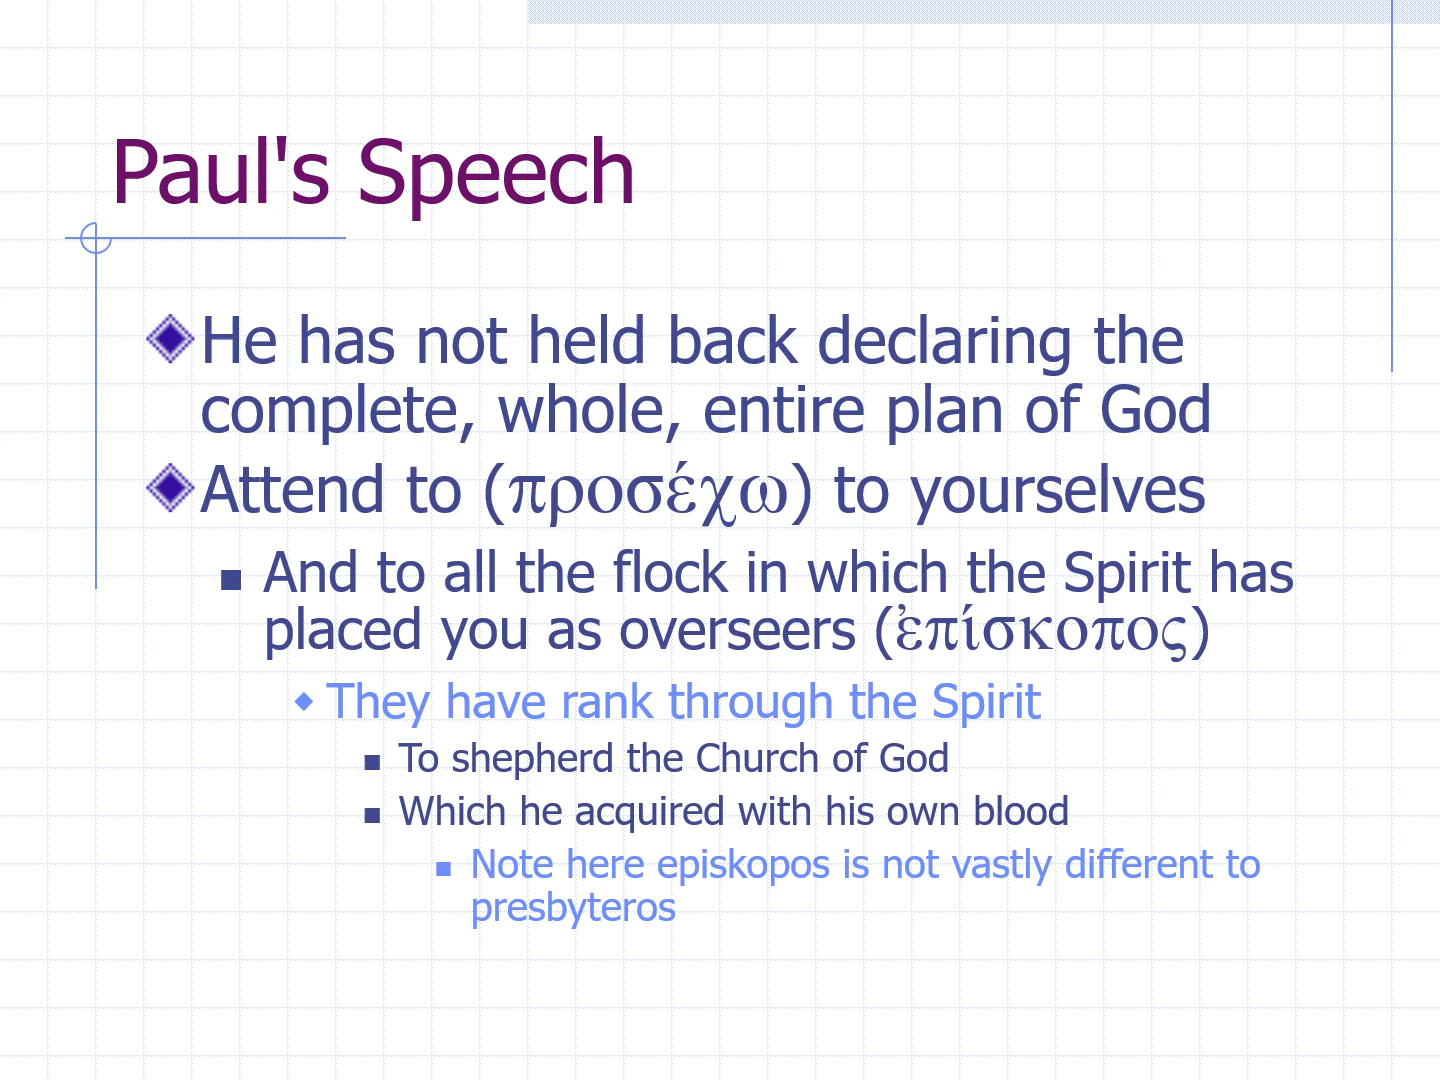 Paul's Speech
He has not held back declaring the
complete, whole, entire plan of God
Attend to (προσέχω) to yourselves
And to all the flock in which the Spirit has
placed you as overseers (ἐπίσκοπος)
They have rank through the Spirit
To shepherd the Church of God
Which he acquired with his own blood
Note here episkopos is not vastly different to
presbyteros